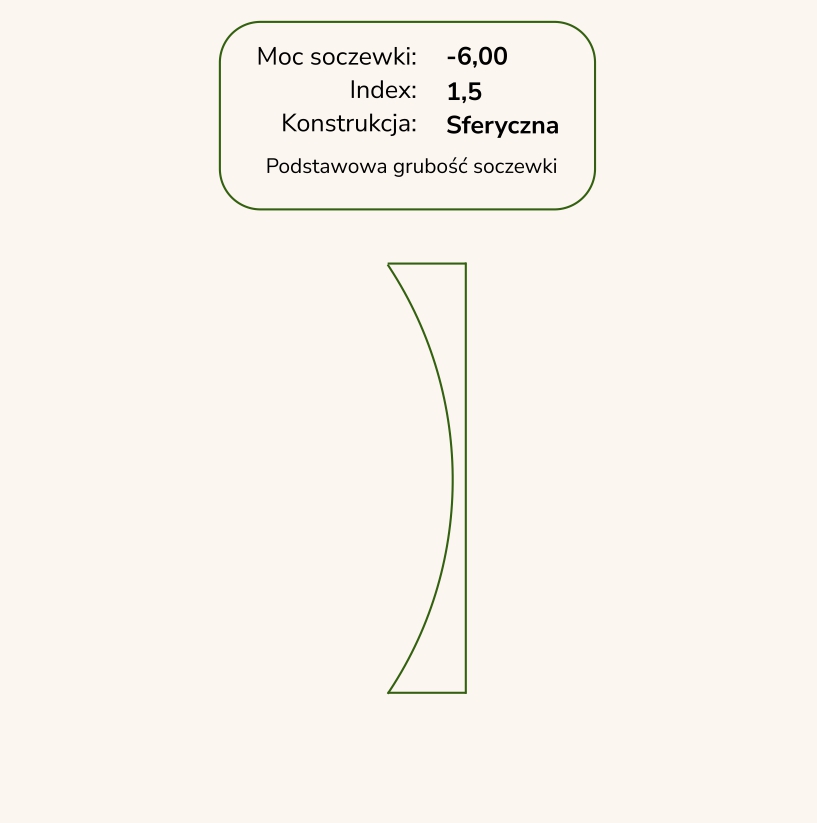 Moc soczewki: -6,00
Index: 1,5
Konstrukcja: Sferyczna
Podstawowa grubość soczewki